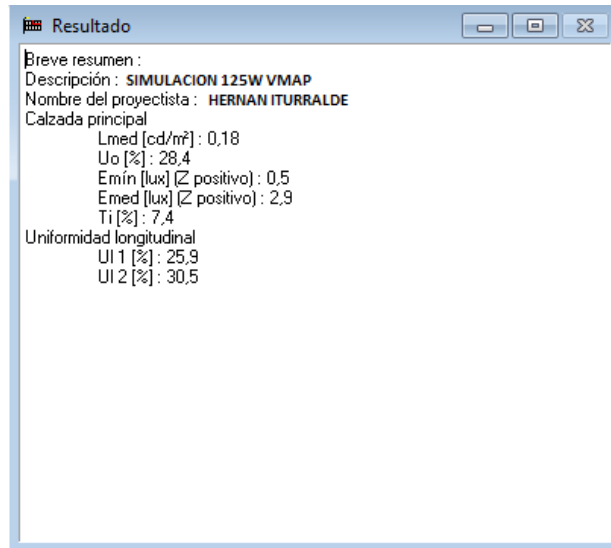 Resultado
Breve resumen :
Descripción : SIMULACION 125W VMAP
Nombre del proyectista : HERNAN ITURRALDE
Calzada principal
Lmed [cd/m²] : 0,18
Uo [%] : 28,4
Emín [lux] (Z positivo) : 0,5
Emed [lux] (Z positivo) : 2,9
Ti [%] : 7,4
Uniformidad longitudinal
Ul 1 [%] : 25,9
Ul 2 [%] : 30,5